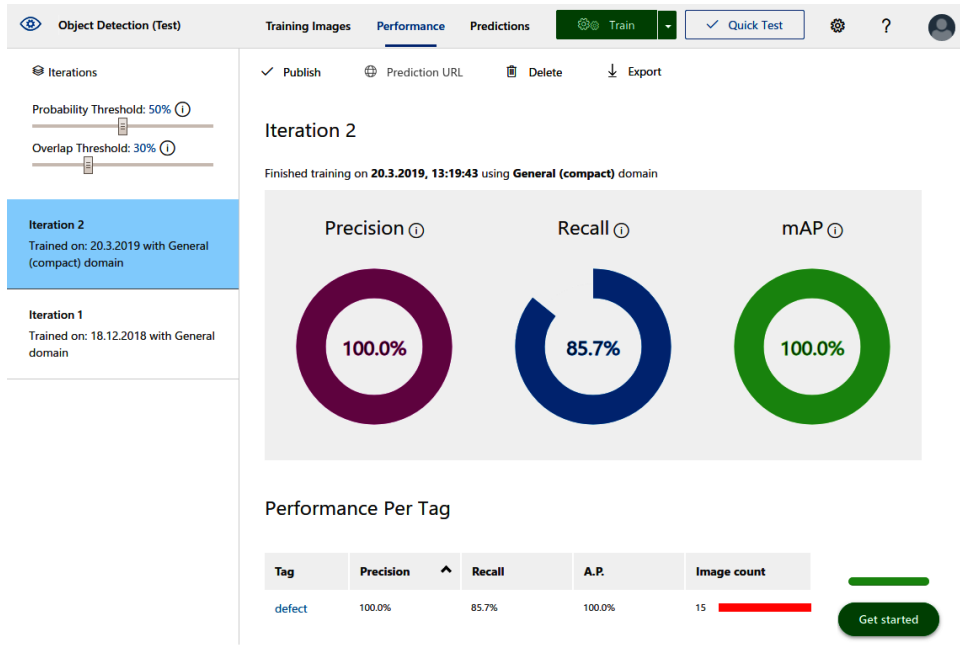 Object Detection (Test)
Training Images
Performance
Predictions
Train
Quick Test
?
Iterations
Probability Threshold: 50%
Overlap Threshold: 30%
Iteration 2
Trained on: 20.3.2019 with General
(compact) domain
Iteration 1
Trained on: 18.12.2018 with General
domain
Publish
Prediction URL
Delete
Export
Iteration 2
Finished training on 20.3.2019, 13:19:43 using General (compact) domain
Precision
Recall
mAP
100.0%
85.7%
100.0%
Performance Per Tag
Tag Precision Recall A.P. Image count
defect 100.0% 85.7% 100.0% 15
Get started